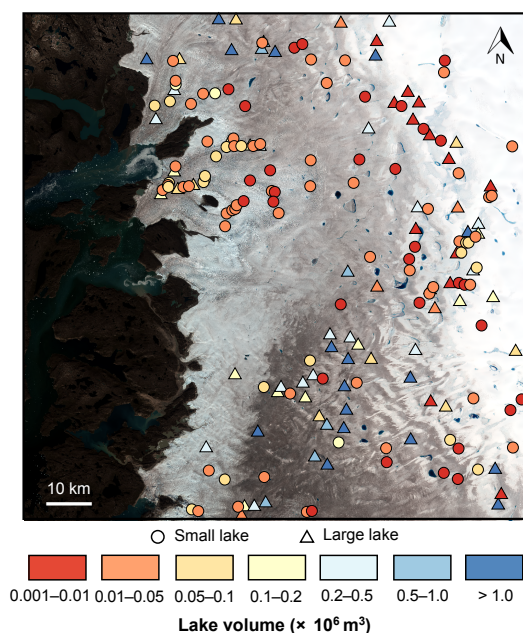 N
10 km
Small lake Large lake
0.001–0.01 0.01–0.05 0.05–0.1 0.1–0.2 0.2–0.5 0.5–1.0 > 1.0
Lake volume (× 10⁶ m³)